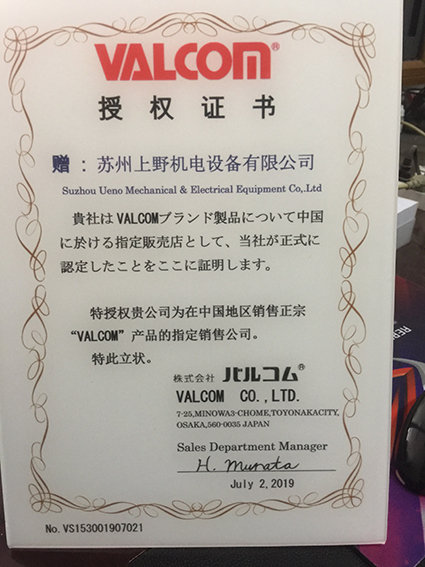 VALCOM®
授权证书
赠：苏州上野机电设备有限公司
Suzhou Ueno Mechanical & Electrical Equipment Co,.Ltd
貴社はVALCOMブランド製品について中国
に於ける指定販売店として、当社が正式に
認定したことをここに証明します。
特授权贵公司为在中国地区销售正宗
“VALCOM”产品的指定销售公司。
特此立状。
株式会社 バルコム®
VALCOM CO.,LTD.
7-25,MINOWA3-CHOME,TOYONAKACITY,
OSAKA,560-0035 JAPAN
Sales Department Manager
H. Murata
July 2,2019
No. VS153001907021